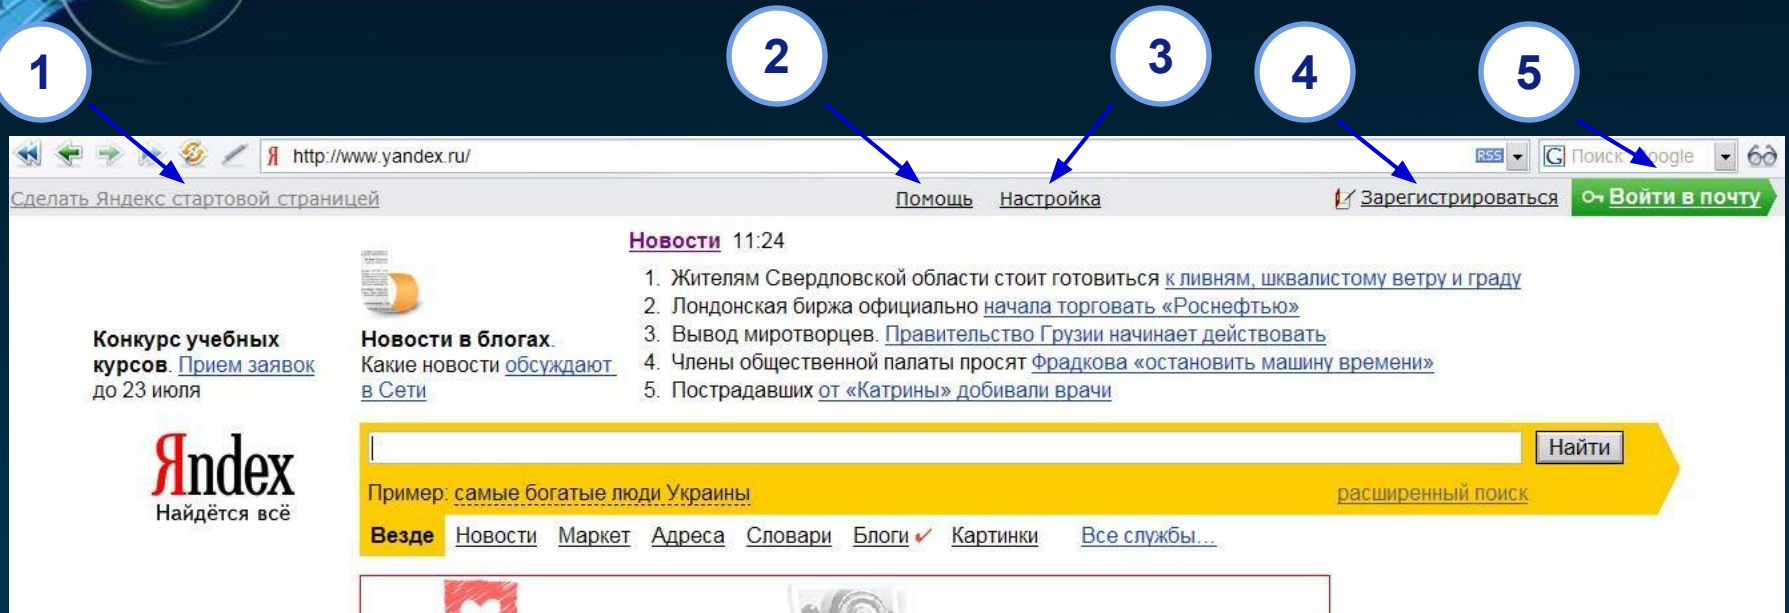 1
2
3
4
5
Я http://www.yandex.ru/
RSS
G
Сделать Яндекс стартовой страницей
Помощь Настройка
Зарегистрироваться
Войти в почту
Новости 11:24
1. Жителям Свердловской области стоит готовиться к ливням, шквалистому ветру и граду
2. Лондонская биржа официально начала торговать «Роснефтью»
3. Вывод миротворцев. Правительство Грузии начинает действовать
4. Члены общественной палаты просят Фрадкова «остановить машину времени»
5. Пострадавших от «Катрины» добивали врачи
Конкурс учебных
курсов. Прием заявок
до 23 июля
Новости в блогах.
Какие новости обсуждают
в Сети
Яndex
Найдётся всё
Найти
Пример: самые богатые люди Украины
расширенный поиск
Везде Новости Маркет Адреса Словари Блоги Картинки Все службы...